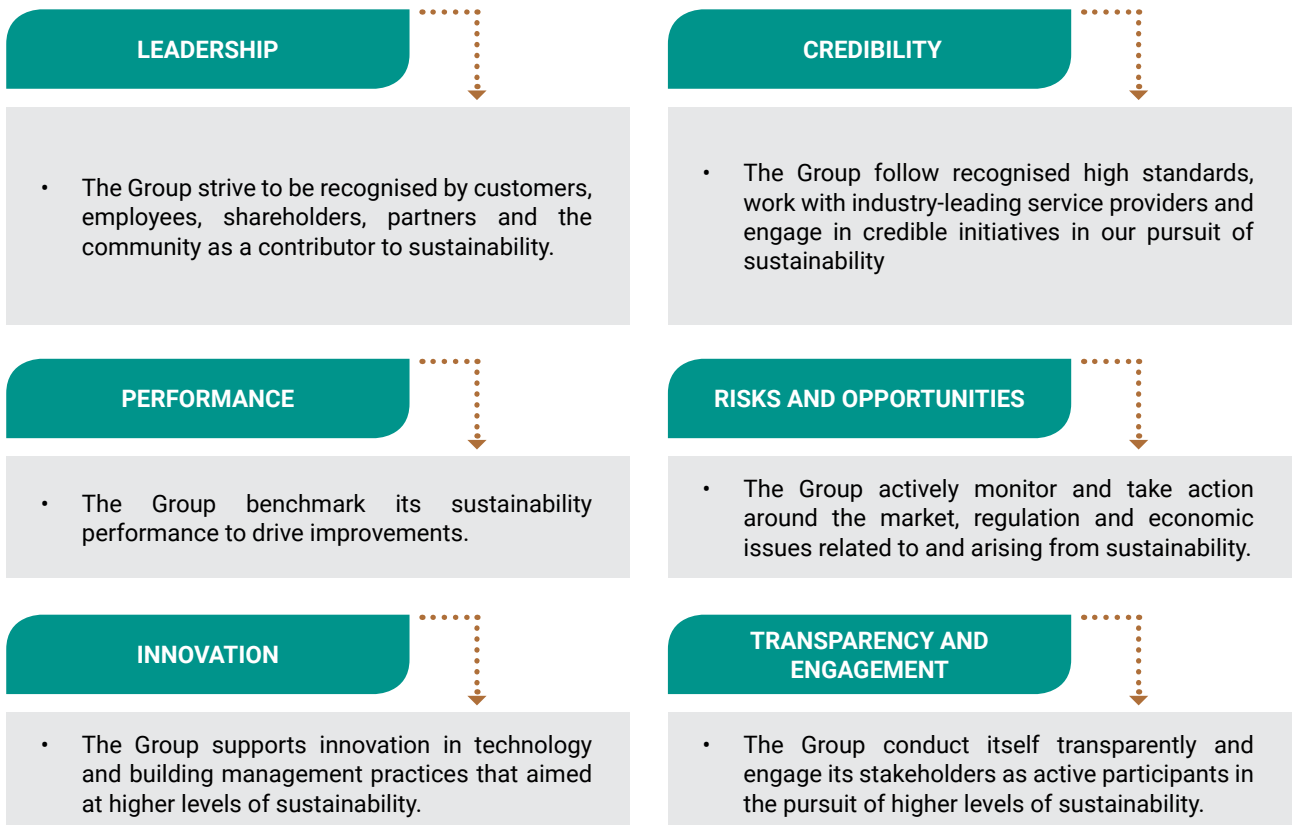 LEADERSHIP
• The Group strive to be recognised by customers,
employees, shareholders, partners and the
community as a contributor to sustainability.
CREDIBILITY
• The Group follow recognised high standards,
work with industry-leading service providers and
engage in credible initiatives in our pursuit of
sustainability
PERFORMANCE
• The Group benchmark its sustainability
performance to drive improvements.
RISKS AND OPPORTUNITIES
• The Group actively monitor and take action
around the market, regulation and economic
issues related to and arising from sustainability.
INNOVATION
• The Group supports innovation in technology
and building management practices that aimed
at higher levels of sustainability.
TRANSPARENCY AND
ENGAGEMENT
• The Group conduct itself transparently and
engage its stakeholders as active participants in
the pursuit of higher levels of sustainability.